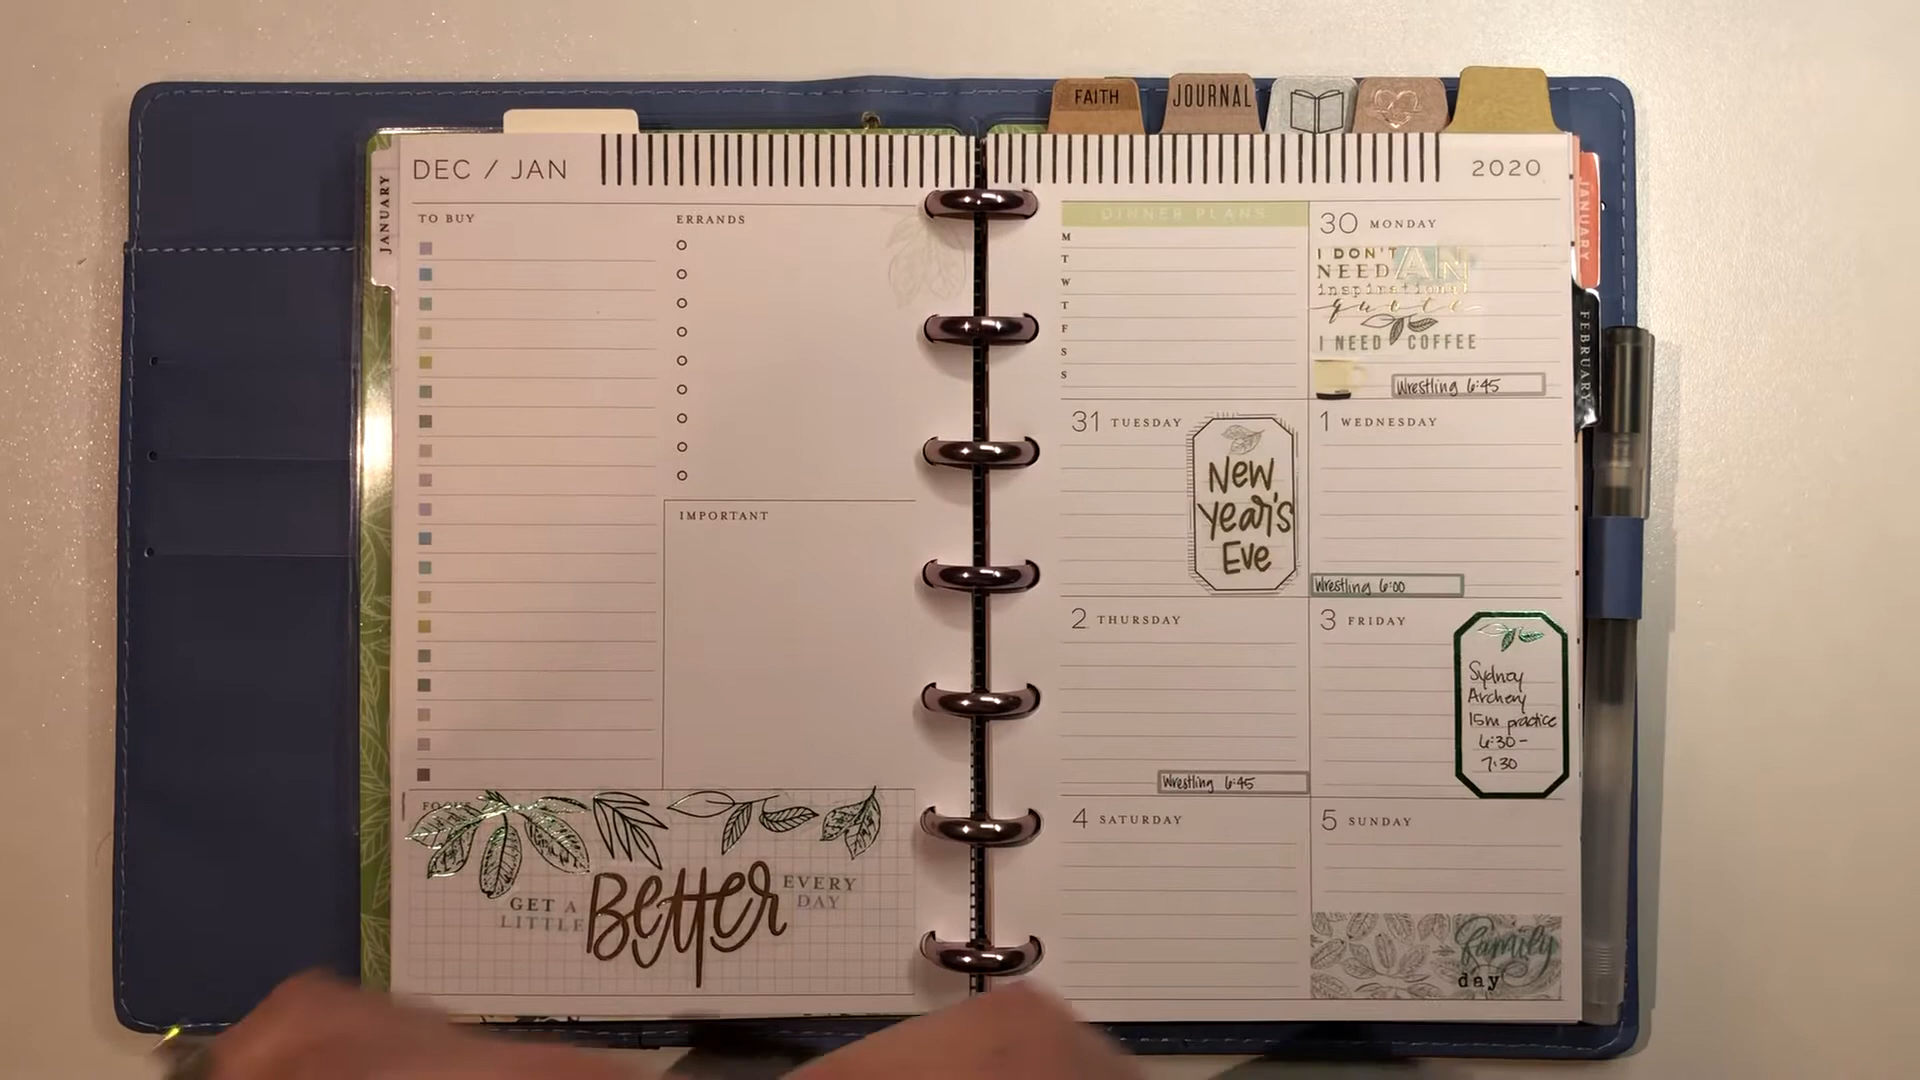 FAITH
JOURNAL
DEC / JAN
2020
JANUARY
JANUARY
FEBRUARY
TO BUY
ERRANDS
IMPORTANT
GET A
LITTLE
Better
EVERY
DAY
DINNER PLANS
M
T
W
T
F
S
S
30 MONDAY
I DON'T
NEED AN
inspirational
quote
I NEED COFFEE
Wrestling 6:45
31 TUESDAY
New
Year's
Eve
1 WEDNESDAY
Wrestling 6:00
2 THURSDAY
Wrestling 6:45
3 FRIDAY
Sydney
Archery
15m practice
6:30-
7:30
4 SATURDAY
5 SUNDAY
family
day